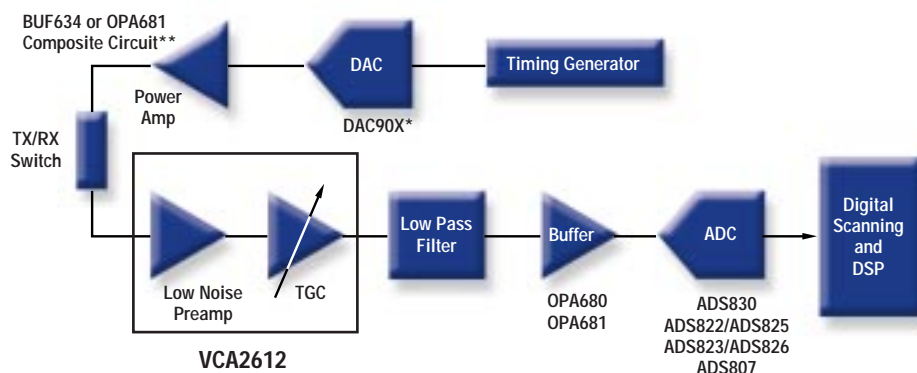 BUF634 or OPA681
Composite Circuit**
Power
Amp
DAC
DAC90X*
Timing Generator
TX/RX
Switch
Low Noise
Preamp
TGC
VCA2612
Low Pass
Filter
Buffer
OPA680
OPA681
ADC
ADS830
ADS822/ADS825
ADS823/ADS826
ADS807
Digital
Scanning
and
DSP